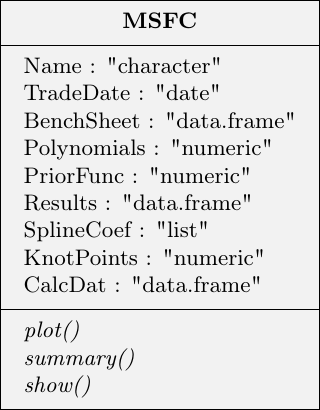 MSFC
Name : "character"
TradeDate : "date"
BenchSheet : "data.frame"
Polynomials : "numeric"
PriorFunc : "numeric"
Results : "data.frame"
SplineCoef : "list"
KnotPoints : "numeric"
CalcDat : "data.frame"
plot()
summary()
show()